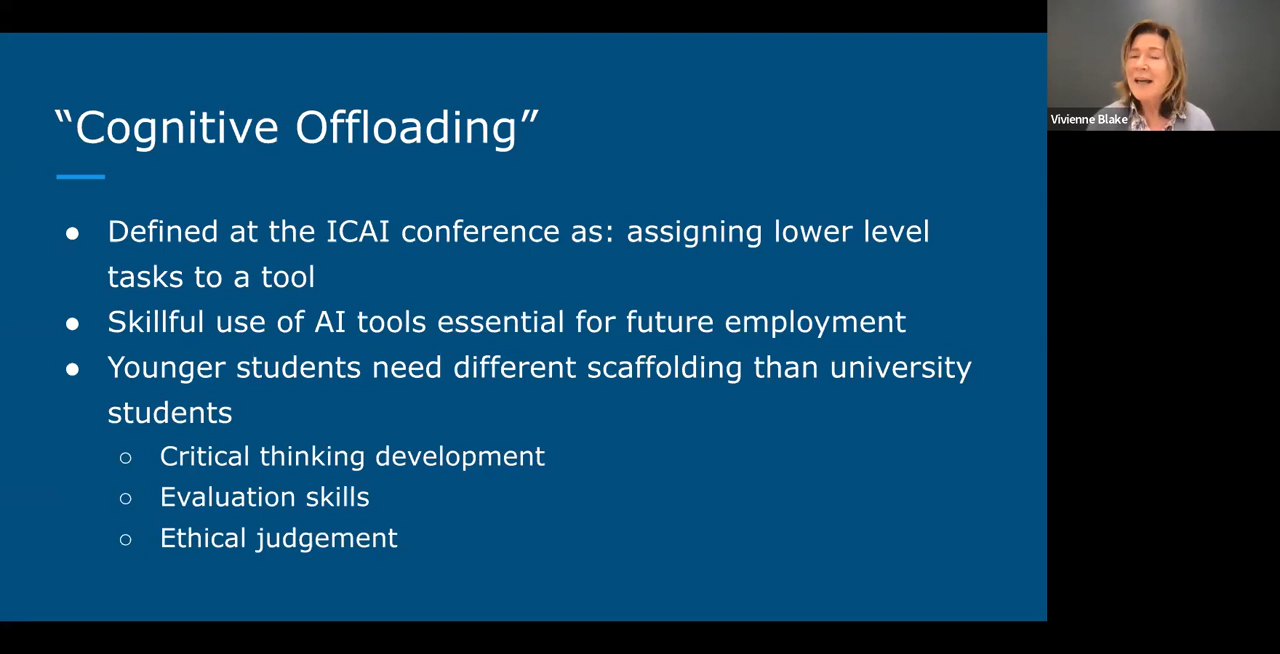 “Cognitive Offloading”
● Defined at the ICAI conference as: assigning lower level
tasks to a tool
● Skillful use of AI tools essential for future employment
● Younger students need different scaffolding than university
students
○ Critical thinking development
○ Evaluation skills
○ Ethical judgement
Vivienne Blake